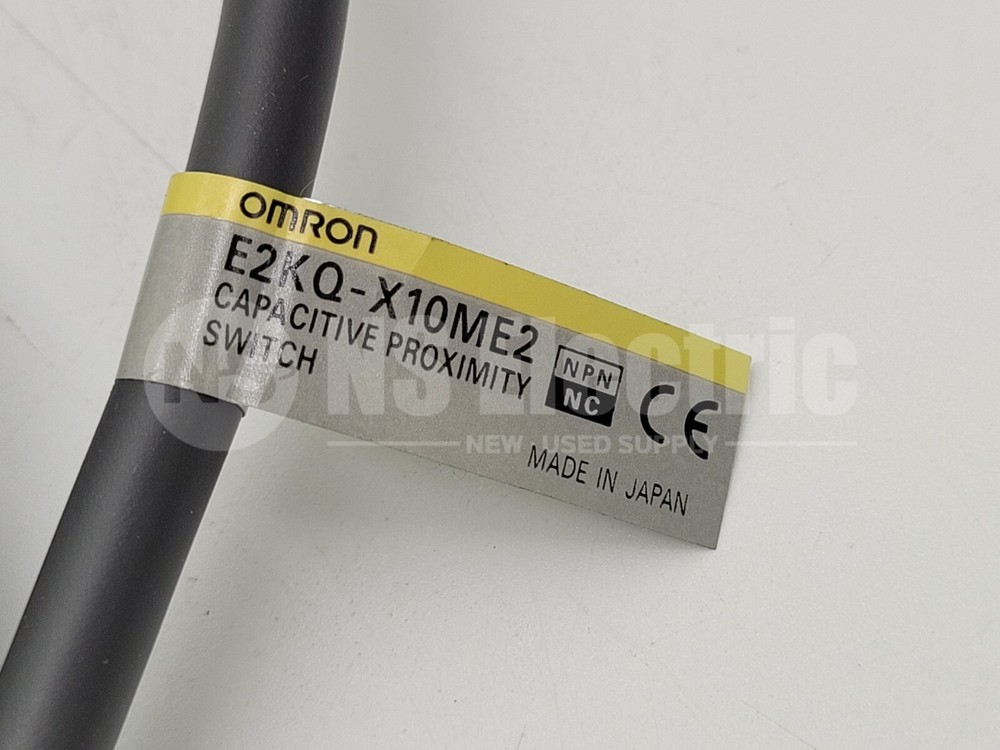 OMRON
E2KQ-X10ME2
CAPACITIVE PROXIMITY
SWITCH
NPN
NC
CE
MADE IN JAPAN
NS Electric
NEW USED SUPPLY